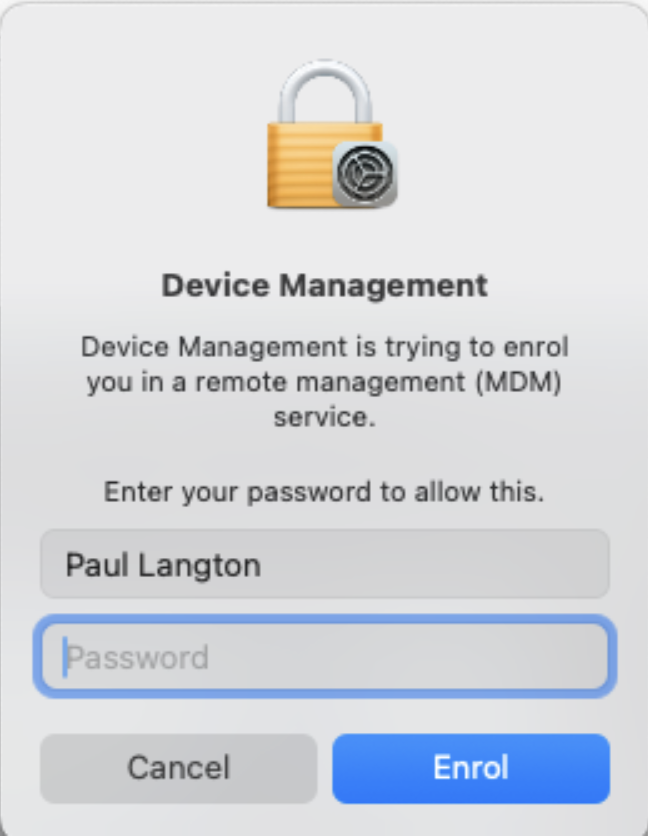 Device Management
Device Management is trying to enrol
you in a remote management (MDM)
service.
Enter your password to allow this.
Paul Langton
Password
Cancel
Enrol